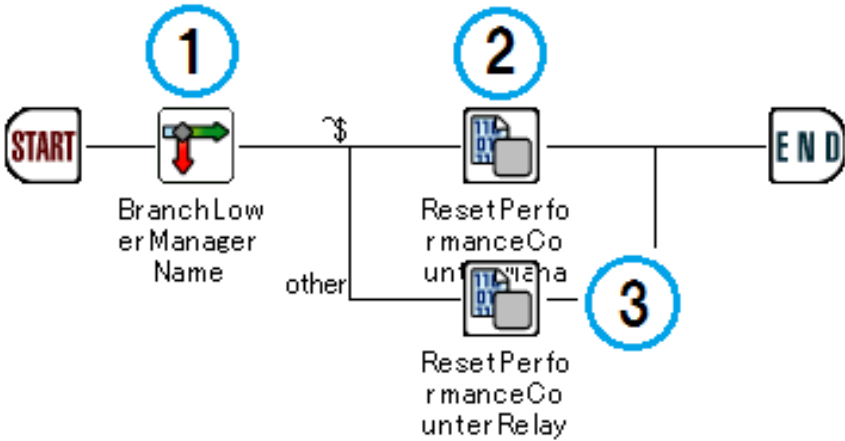 1
2
START
^$
END
BranchLow
erManager
Name
ResetPerfo
rmanceCo
other
3
ResetPerfo
rmanceCo
unterRelay